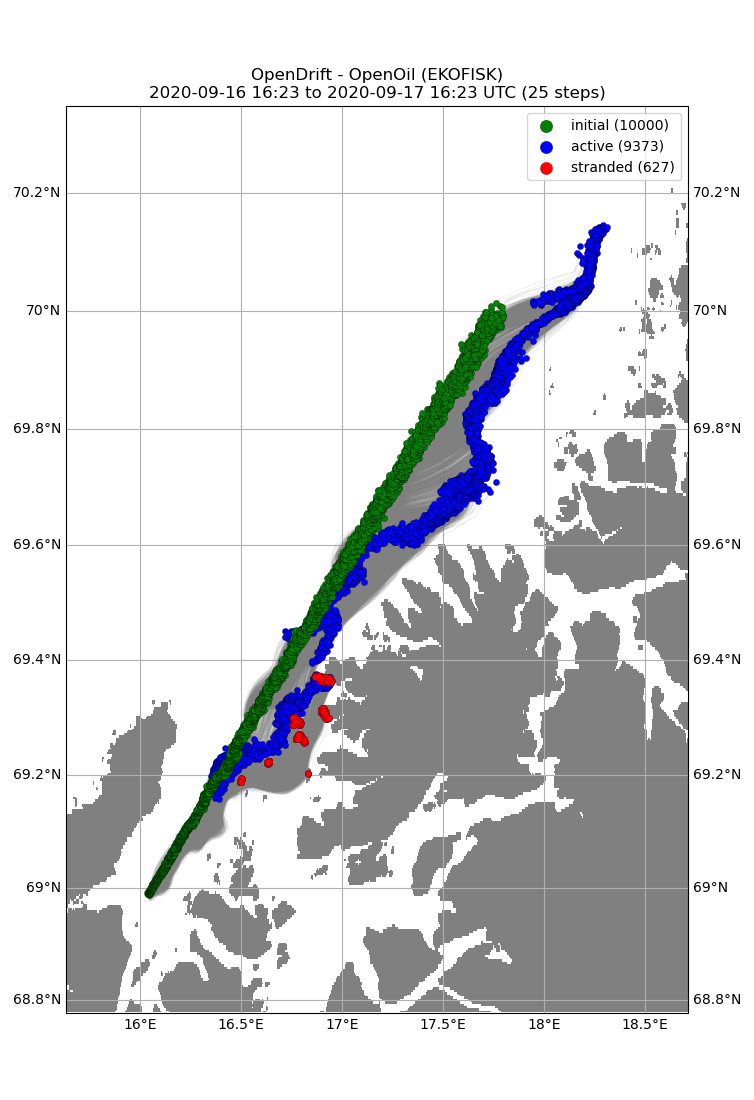 OpenDrift - OpenOil (EKOFISK)
2020-09-16 16:23 to 2020-09-17 16:23 UTC (25 steps)
initial (10000)
active (9373)
stranded (627)
70.2°N 70.2°N
70°N 70°N
69.8°N 69.8°N
69.6°N 69.6°N
69.4°N 69.4°N
69.2°N 69.2°N
69°N 69°N
68.8°N 68.8°N
16°E 16.5°E 17°E 17.5°E 18°E 18.5°E